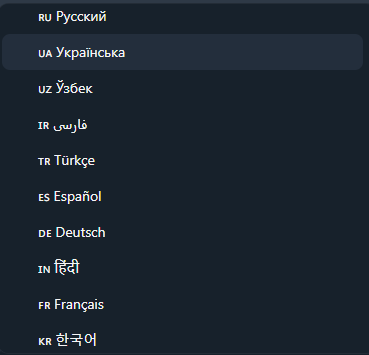 RU Русский
UA Українська
UZ Ўзбек
IR فارسی
TR Türkçe
ES Español
DE Deutsch
IN हिंदी
FR Français
KR 한국어